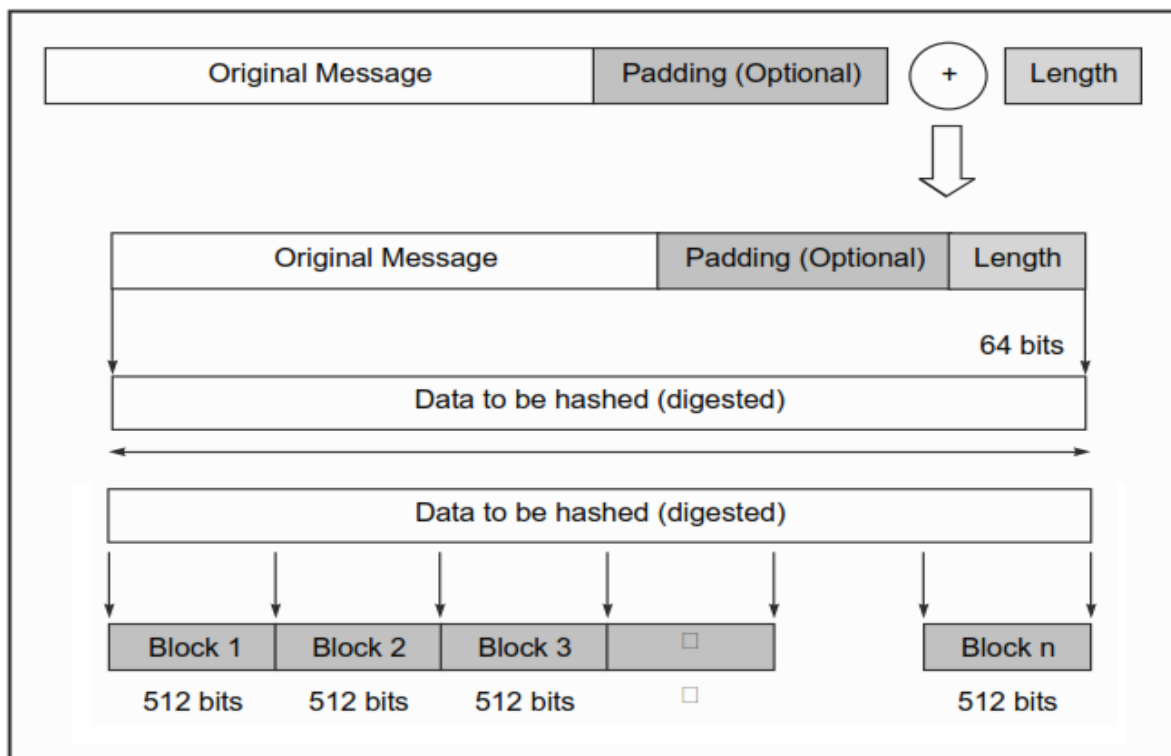 Original Message Padding (Optional) + Length
Original Message Padding (Optional) Length
64 bits
Data to be hashed (digested)
Data to be hashed (digested)
Block 1 Block 2 Block 3 □ Block n
512 bits 512 bits 512 bits □ 512 bits